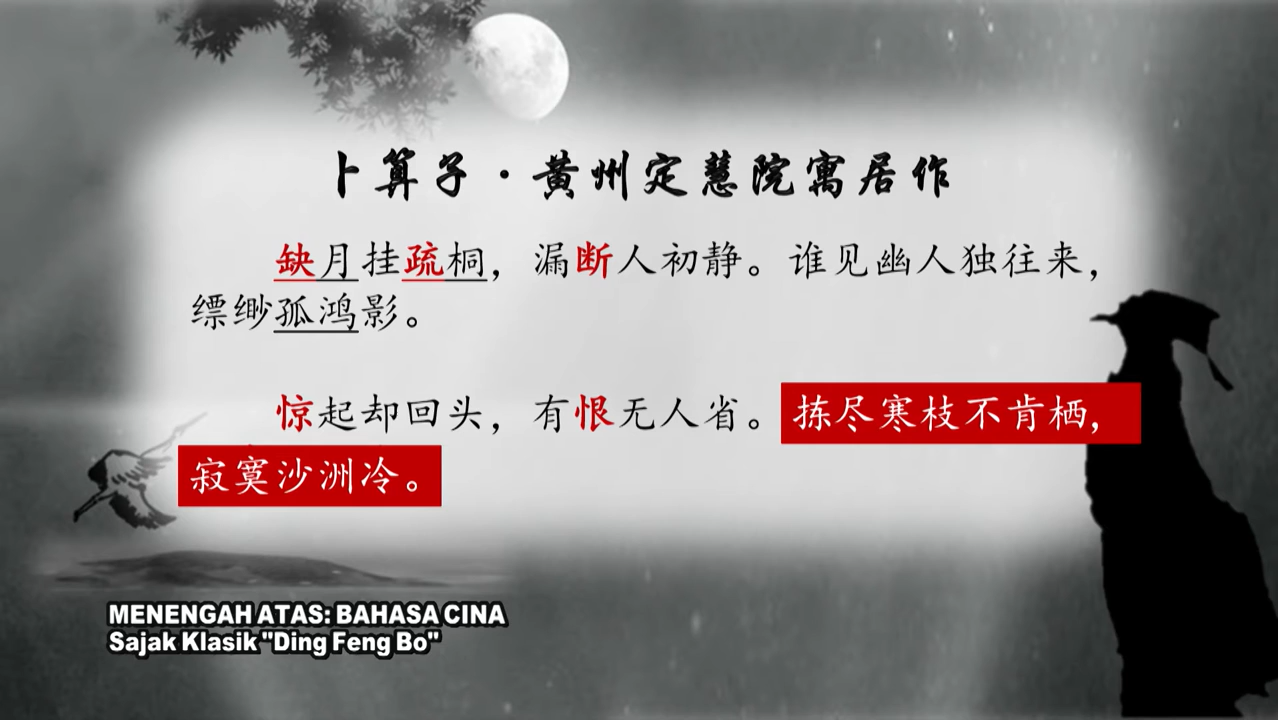 卜算子·黄州定慧院寓居作
缺月挂疏桐，漏断人初静。谁见幽人独往来，
缥缈孤鸿影。
惊起却回头，有恨无人省。拣尽寒枝不肯栖，
寂寞沙洲冷。
MENENGAH ATAS: BAHASA CINA
Sajak Klasik "Ding Feng Bo"